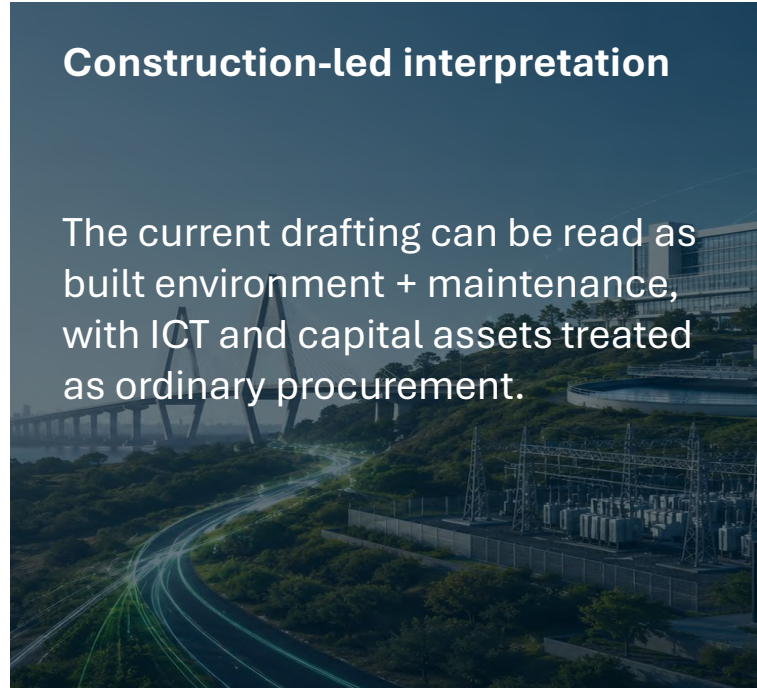 Construction-led interpretation
The current drafting can be read as
built environment + maintenance,
with ICT and capital assets treated
as ordinary procurement.